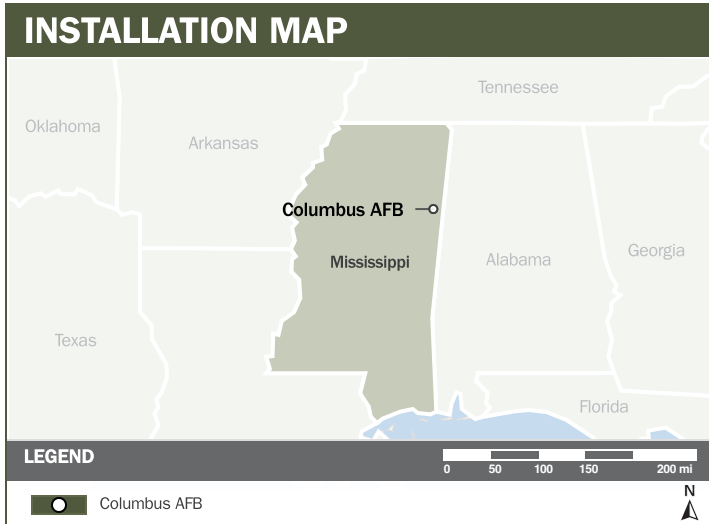 INSTALLATION MAP
Tennessee
Oklahoma
Arkansas
Columbus AFB
Mississippi
Alabama
Georgia
Texas
Florida
LEGEND
0 50 100 150 200 mi
Columbus AFB
N